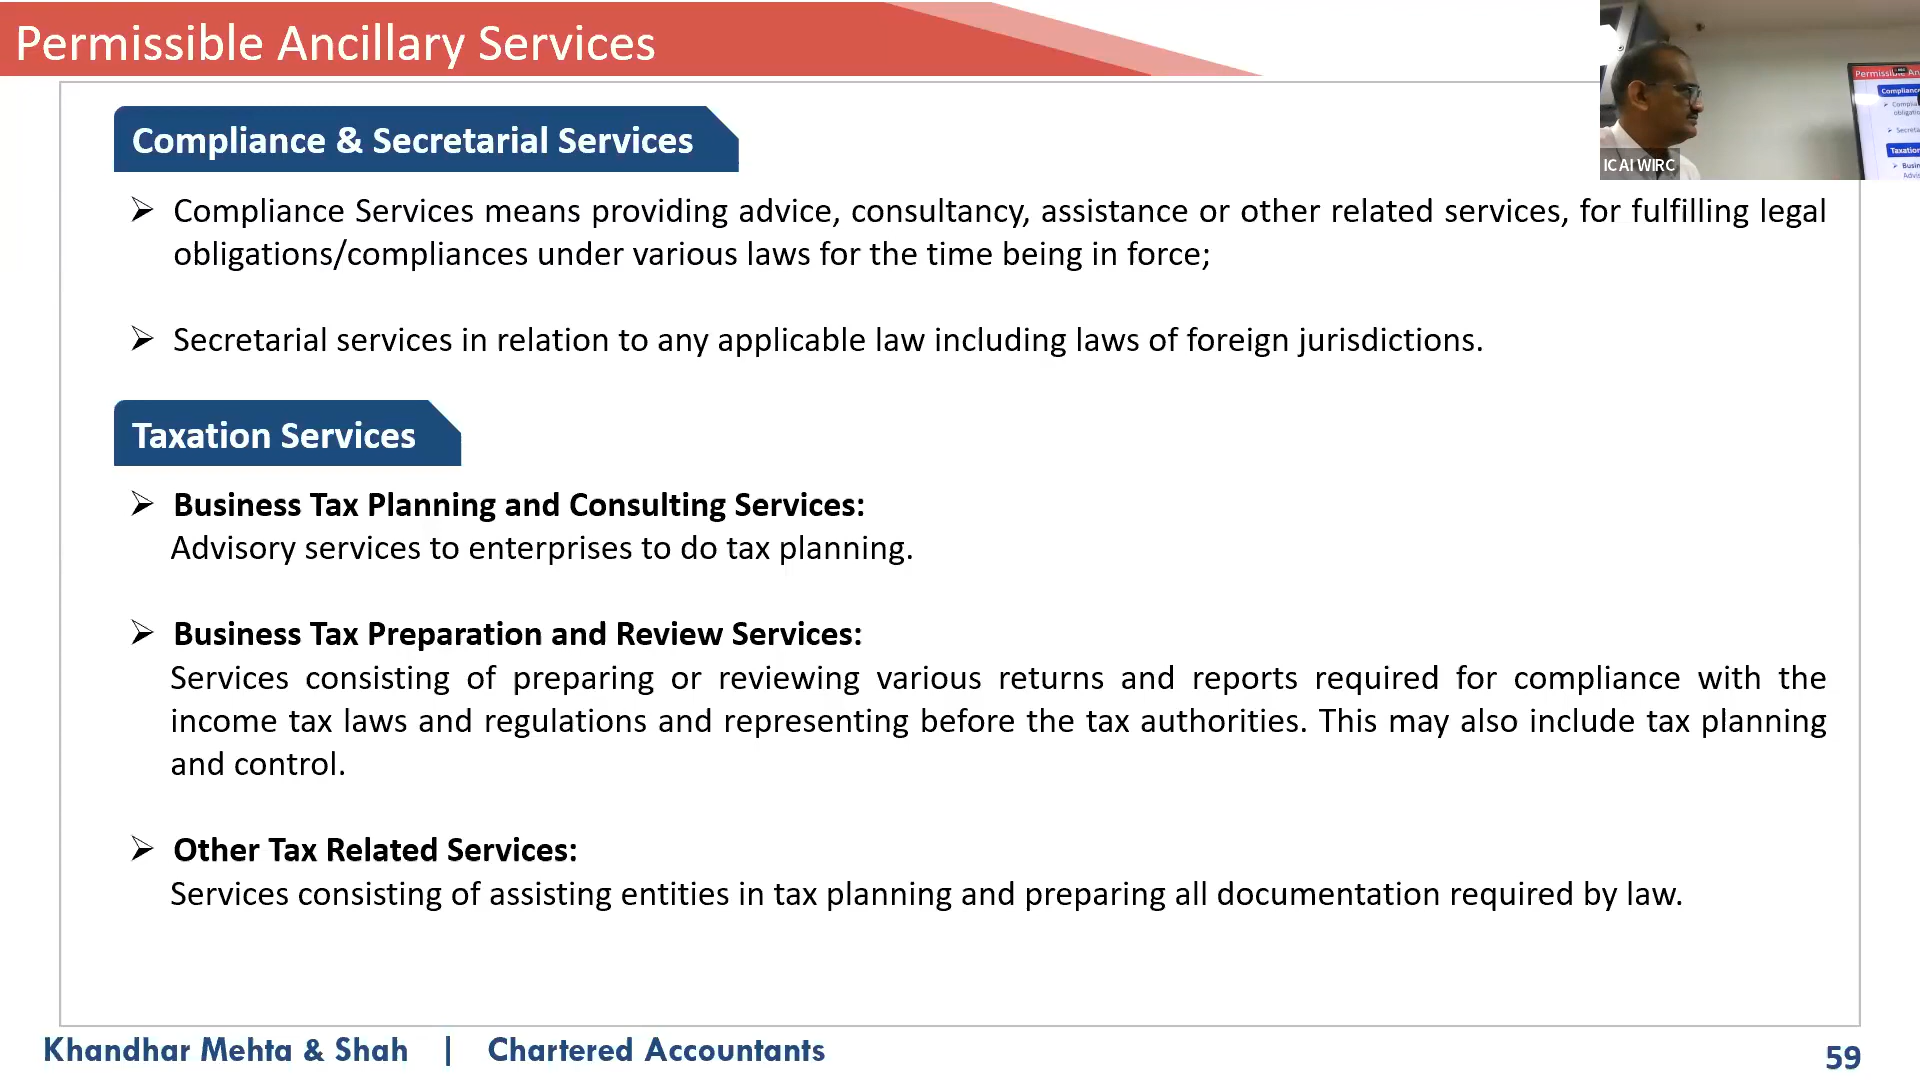 Permissible Ancillary Services
Compliance & Secretarial Services
Compliance Services means providing advice, consultancy, assistance or other related services, for fulfilling legal
obligations/compliances under various laws for the time being in force;
Secretarial services in relation to any applicable law including laws of foreign jurisdictions.
Taxation Services
Business Tax Planning and Consulting Services:
Advisory services to enterprises to do tax planning.
Business Tax Preparation and Review Services:
Services consisting of preparing or reviewing various returns and reports required for compliance with the
income tax laws and regulations and representing before the tax authorities. This may also include tax planning
and control.
Other Tax Related Services:
Services consisting of assisting entities in tax planning and preparing all documentation required by law.
Khandhar Mehta & Shah | Chartered Accountants
59
ICAI WIRC